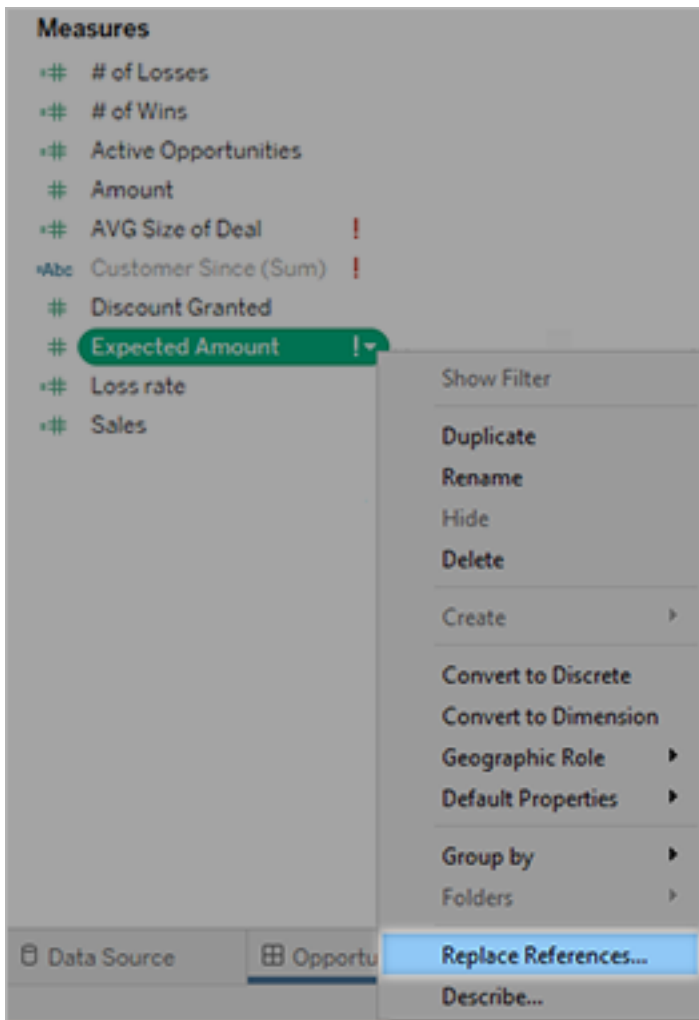 Measures
# of Losses
# of Wins
Active Opportunities
Amount
AVG Size of Deal !
Abc Customer Since (Sum) !
Discount Granted
Expected Amount !
Loss rate
Sales
Show Filter
Duplicate
Rename
Hide
Delete
Create
Convert to Discrete
Convert to Dimension
Geographic Role
Default Properties
Group by
Folders
Replace References...
Describe...
Data Source
Opportu